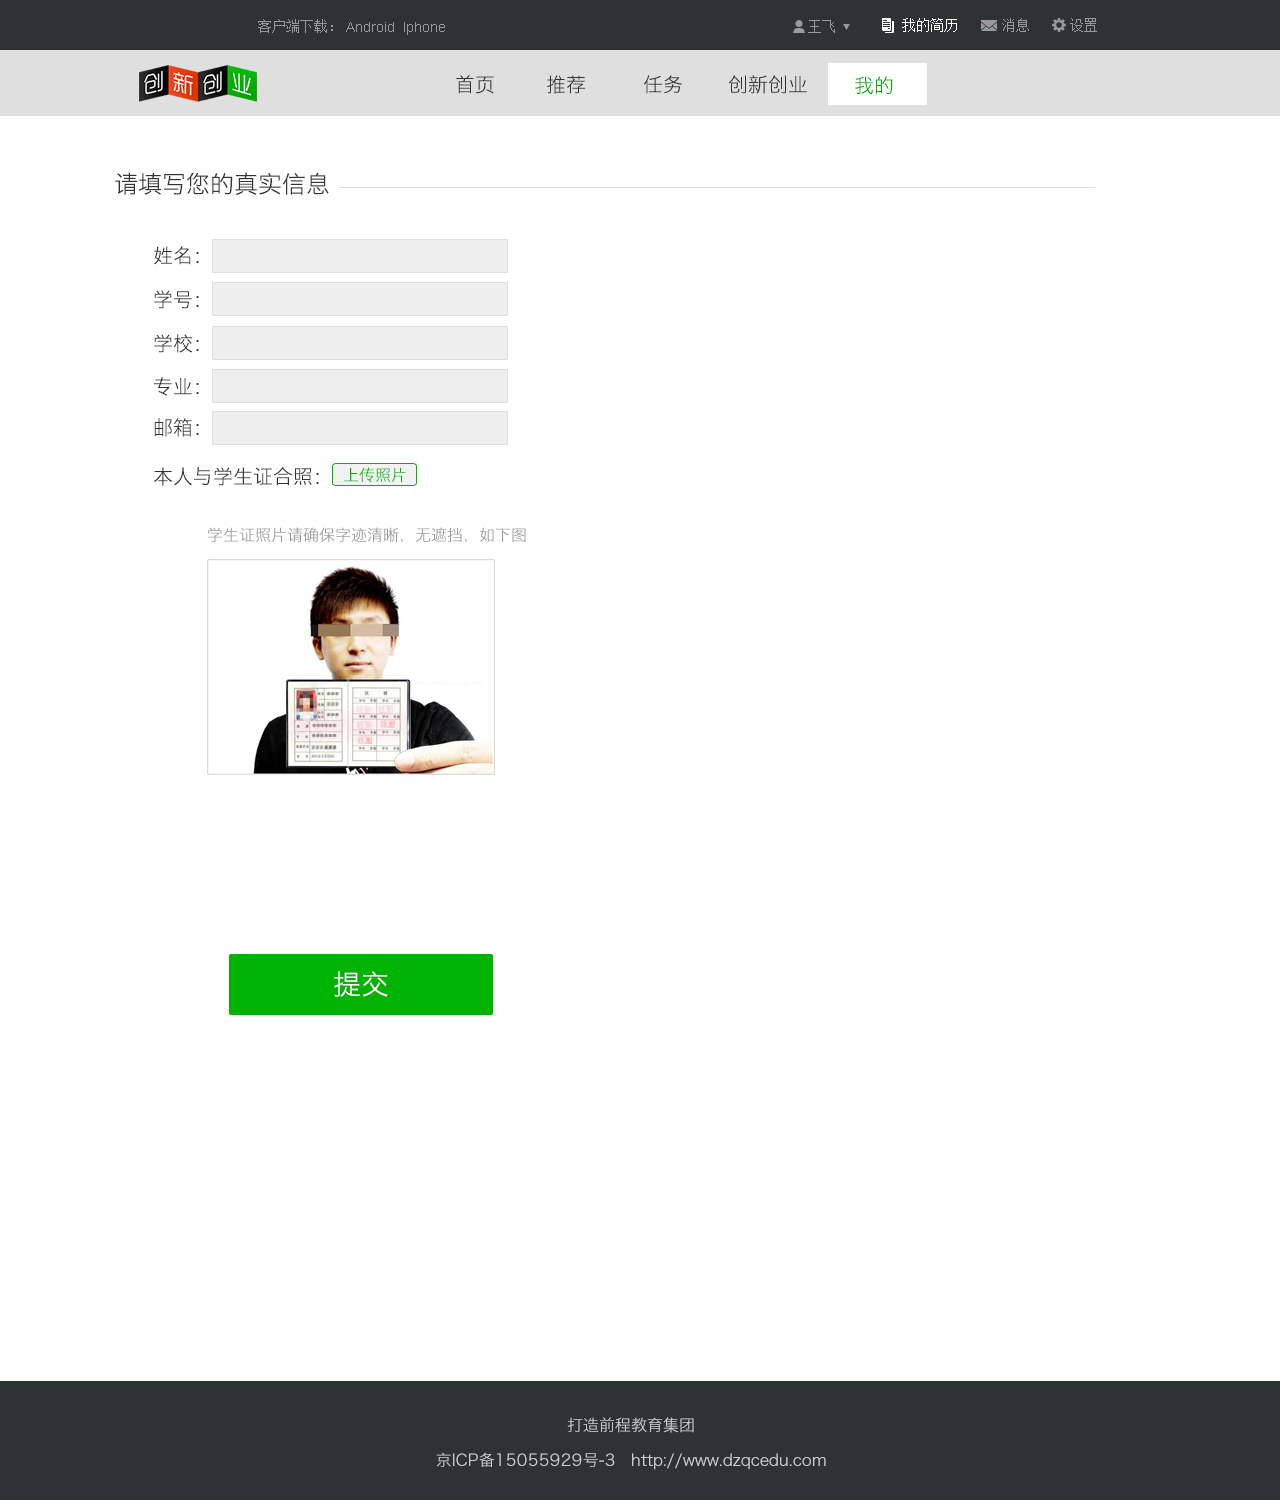 客户端下载： Android Iphone
王飞 ▼ 我的简历 消息 设置
创新创业
首页 推荐 任务 创新创业 我的
请填写您的真实信息
姓名：
学号：
学校：
专业：
邮箱：
本人与学生证合照： 上传照片
学生证照片请确保字迹清晰，无遮挡，如下图
提交
打造前程教育集团
京ICP备15055929号-3 http://www.dzqcedu.com